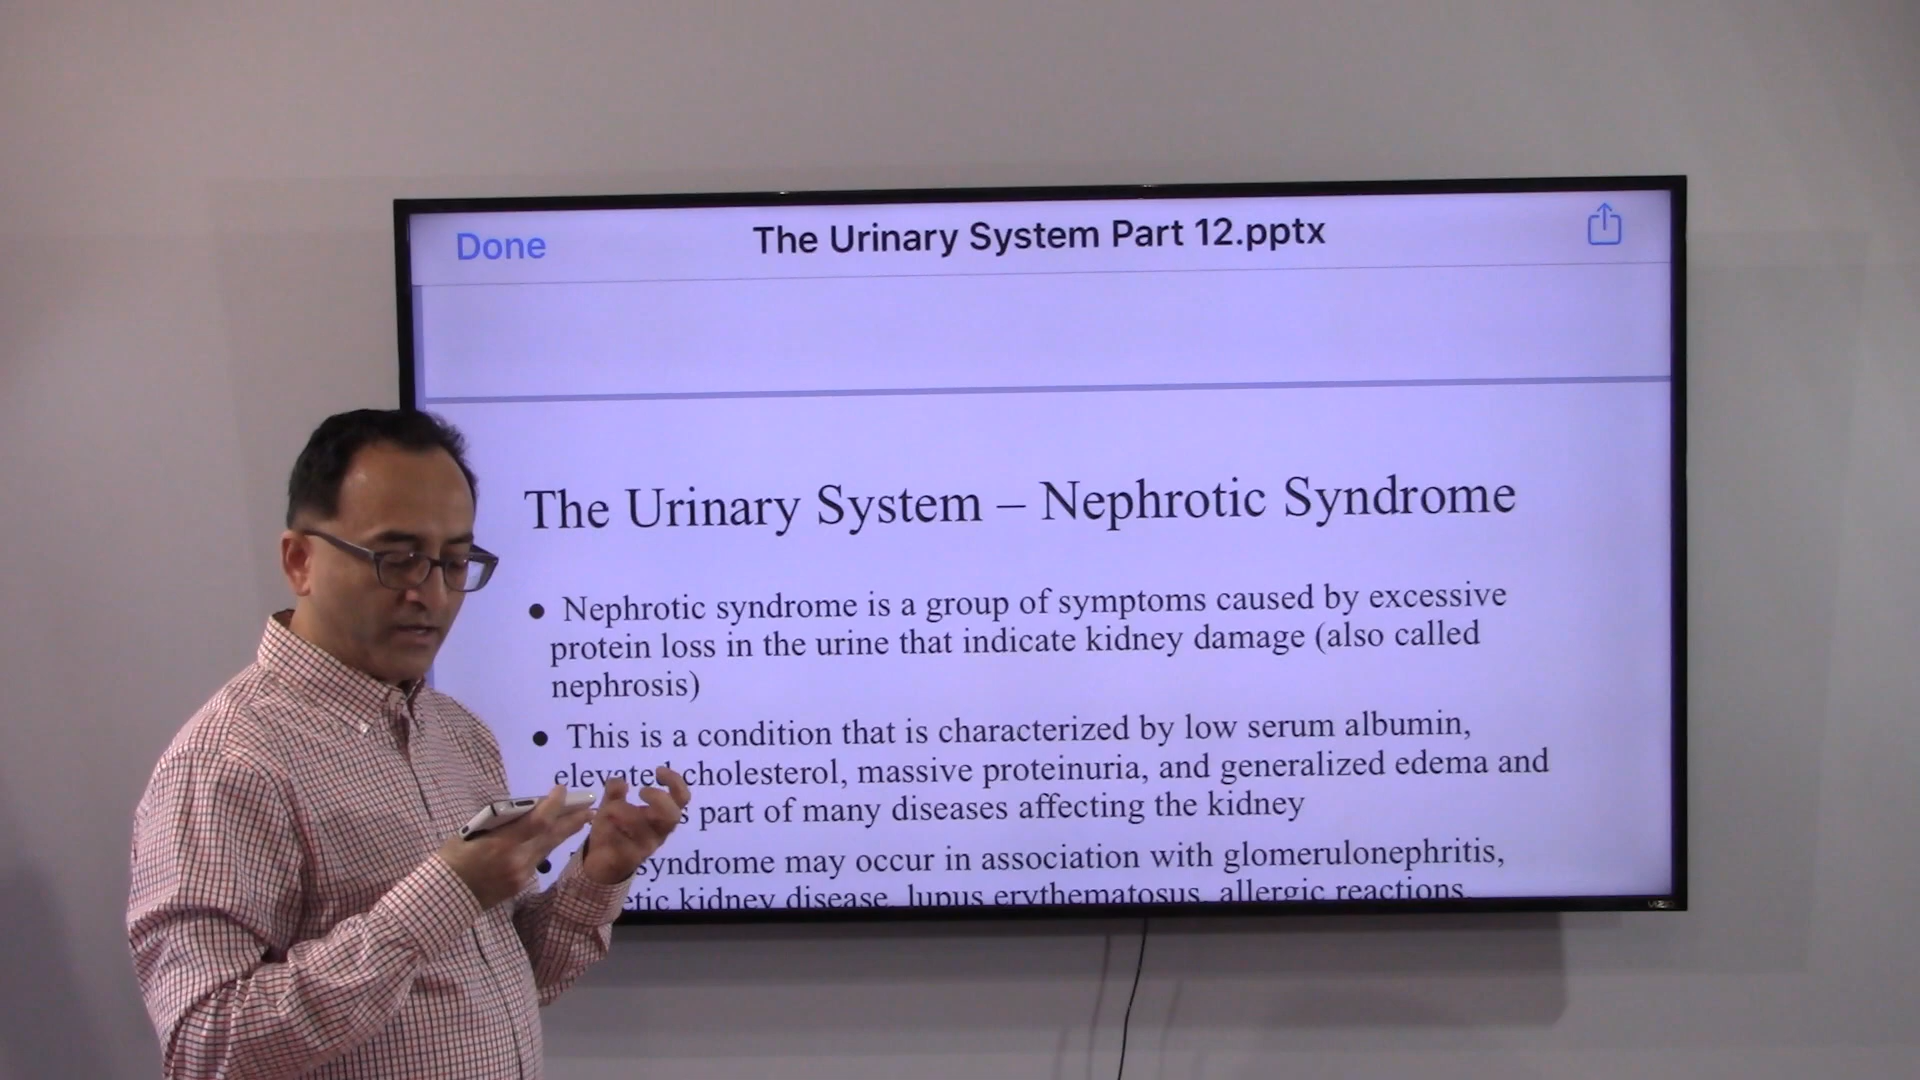 Done
The Urinary System Part 12.pptx
The Urinary System – Nephrotic Syndrome
● Nephrotic syndrome is a group of symptoms caused by excessive
protein loss in the urine that indicate kidney damage (also called
nephrosis)
● This is a condition that is characterized by low serum albumin,
elevated cholesterol, massive proteinuria, and generalized edema and
part of many diseases affecting the kidney
● syndrome may occur in association with glomerulonephritis,
kidney disease, lupus erythematosus, allergic reactions,
VIZIO